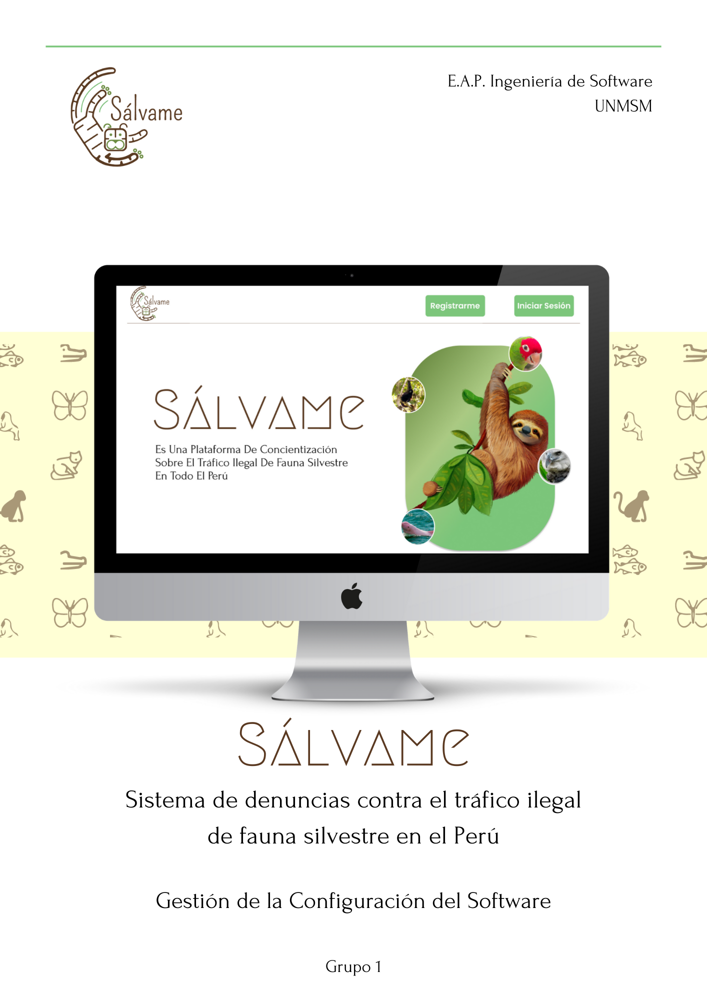 Sálvame
E.A.P. Ingeniería de Software
UNMSM
Sálvame
Registrarme
Iniciar Sesión
SÁLVAME
Es Una Plataforma De Concientización
Sobre El Tráfico Ilegal De Fauna Silvestre
En Todo El Perú
SÁLVAME
Sistema de denuncias contra el tráfico ilegal
de fauna silvestre en el Perú
Gestión de la Configuración del Software
Grupo 1